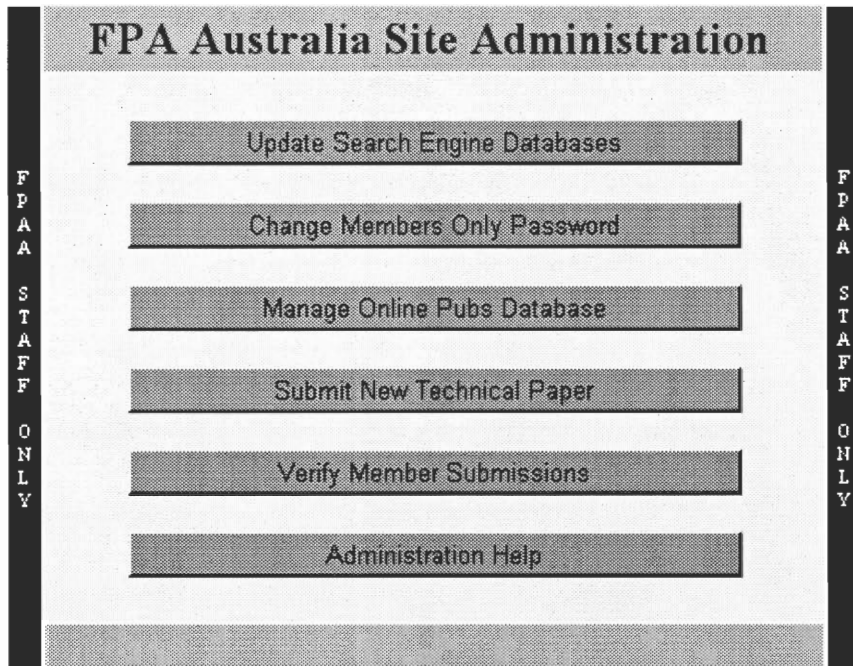 FPA Australia Site Administration
FPAA STAFF ONLY
Update Search Engine Databases
Change Members Only Password
Manage Online Pubs Database
Submit New Technical Paper
Verify Member Submissions
Administration Help
FPAA STAFF ONLY